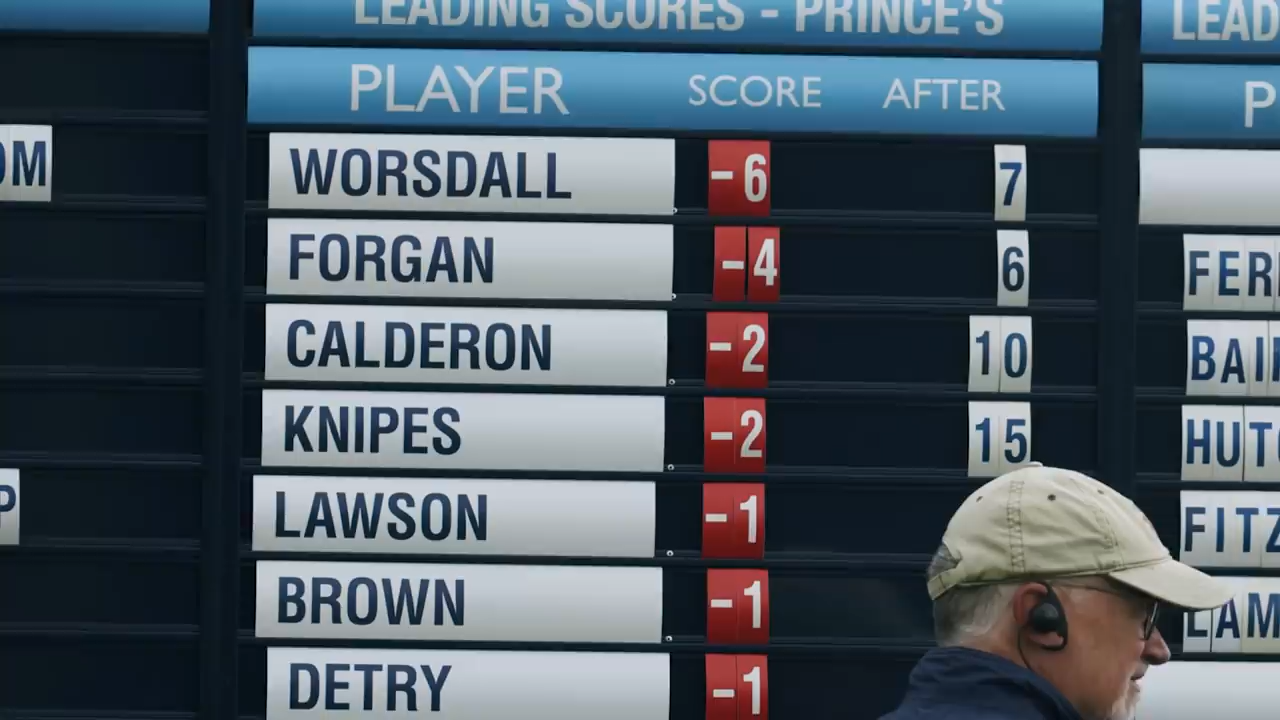 LEADING SCORES - PRINCE'S
PLAYER SCORE AFTER
WORSDALL -6 7
FORGAN -4 6
CALDERON -2 10
KNIPES -2 15
LAWSON -1
BROWN -1
DETRY -1